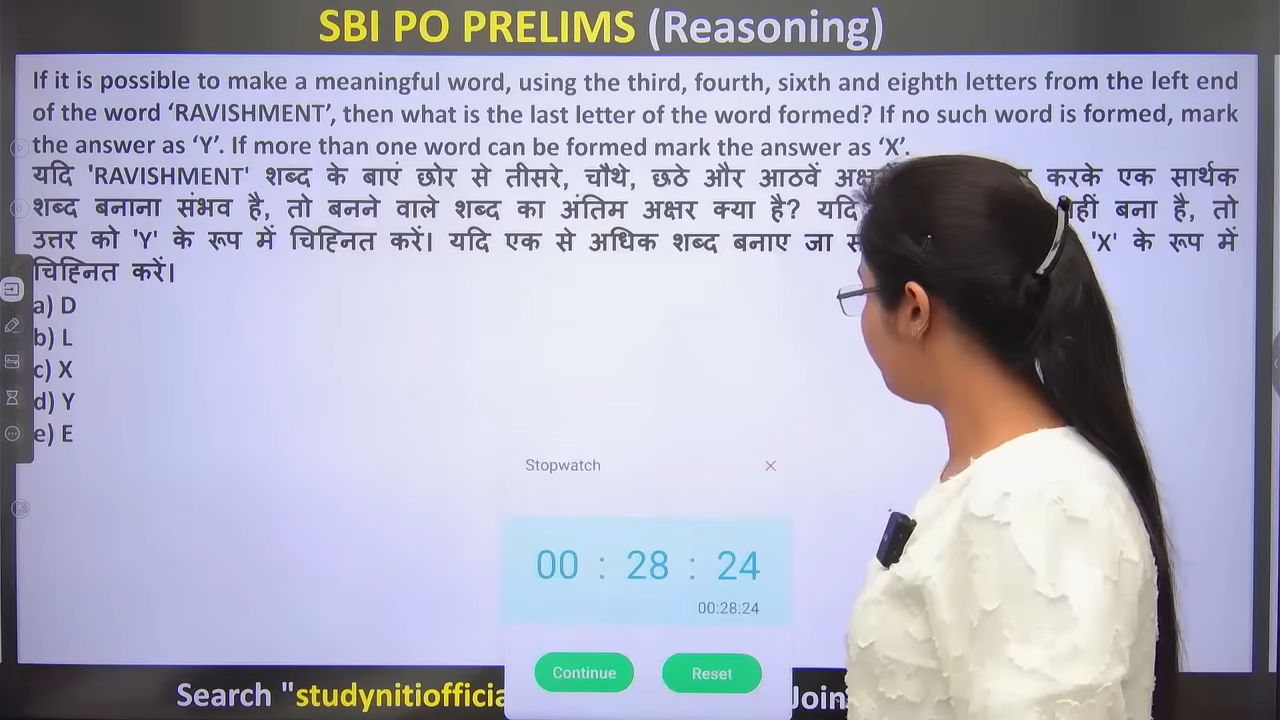 SBI PO PRELIMS (Reasoning)
If it is possible to make a meaningful word, using the third, fourth, sixth and eighth letters from the left end
of the word ‘RAVISHMENT’, then what is the last letter of the word formed? If no such word is formed, mark
the answer as ‘Y’. If more than one word can be formed mark the answer as ‘X’.
यदि 'RAVISHMENT' शब्द के बाएं छोर से तीसरे, चौथे, छठे और आठवें करके एक सार्थक
शब्द बनाना संभव है, तो बनने वाले शब्द का अंतिम अक्षर क्या है? यदि बना है, तो
उत्तर को 'Y' के रूप में चिह्नित करें। यदि एक से अधिक शब्द बनाए जा 'X' के रूप में
चिह्नित करें।
a) D
b) L
c) X
d) Y
e) E
Stopwatch
00 : 28 : 24
00:28:24
Continue Reset
Search "studynitiofficia Join